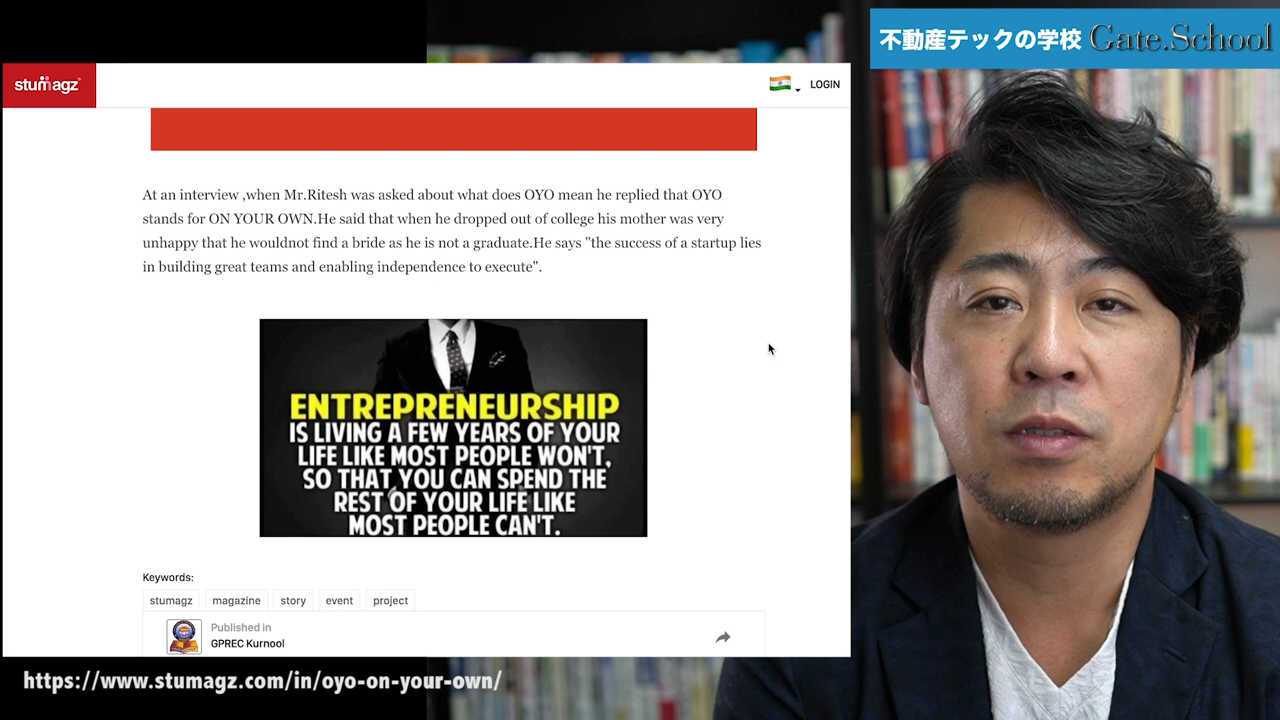 不動産テックの学校 Gate.School
stumagz
LOGIN
At an interview ,when Mr.Ritesh was asked about what does OYO mean he replied that OYO
stands for ON YOUR OWN.He said that when he dropped out of college his mother was very
unhappy that he wouldnot find a bride as he is not a graduate.He says "the success of a startup lies
in building great teams and enabling independence to execute".
ENTREPRENEURSHIP
IS LIVING A FEW YEARS OF YOUR
LIFE LIKE MOST PEOPLE WON'T,
SO THAT YOU CAN SPEND THE
REST OF YOUR LIFE LIKE
MOST PEOPLE CAN'T.
Keywords:
stumagz magazine story event project
Published in
GPREC Kurnool
https://www.stumagz.com/in/oyo-on-your-own/